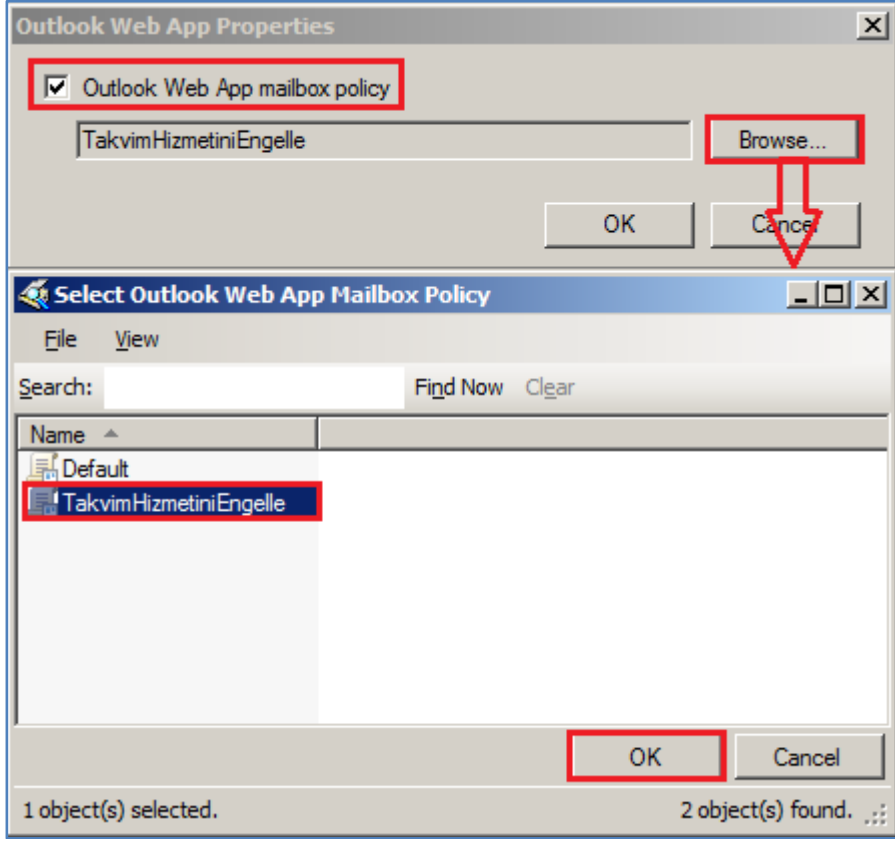 Outlook Web App Properties
Outlook Web App mailbox policy
TakvimHizmetiniEngelle Browse...
OK Cancel
Select Outlook Web App Mailbox Policy
File View
Search: Find Now Clear
Name
Default
TakvimHizmetiniEngelle
OK Cancel
1 object(s) selected. 2 object(s) found.